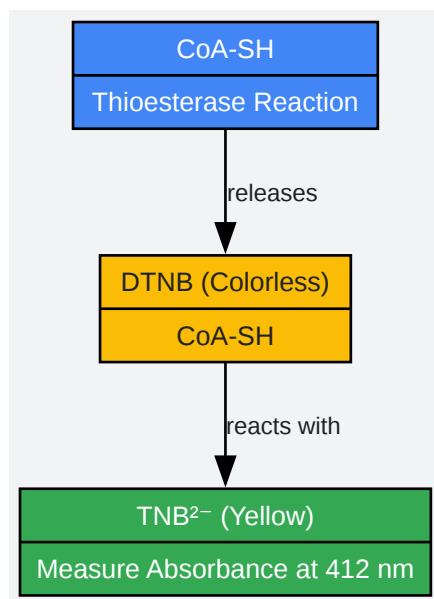 CoA-SH
Thioesterase Reaction
releases
DTNB (Colorless)
CoA-SH
reacts with
TNB²⁻ (Yellow)
Measure Absorbance at 412 nm